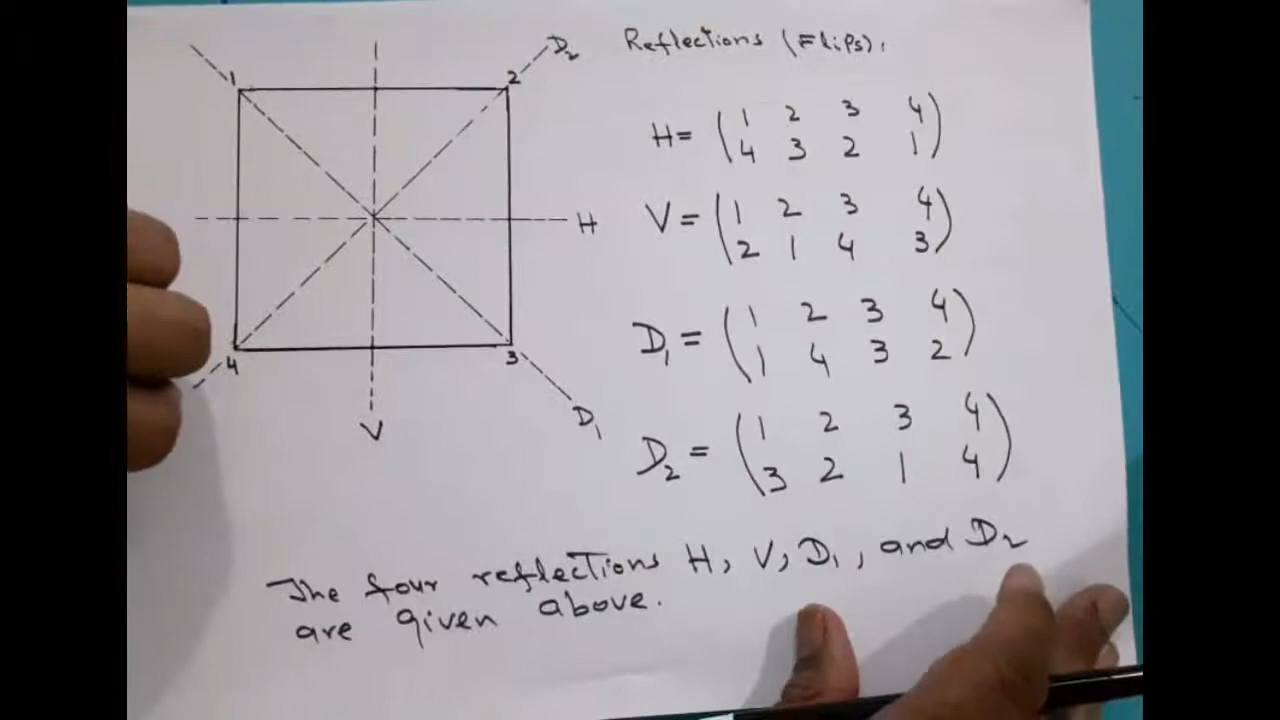 D₂
Reflections (Flips).
1
2
H= (1 2 3 4)
(4 3 2 1)
H
V= (1 2 3 4)
(2 1 4 3)
D₁= (1 2 3 4)
(1 4 3 2)
4
3
D₁
V
D₂= (1 2 3 4)
(3 2 1 4)
The four reflections H, V, D₁, and D₂
are given above.